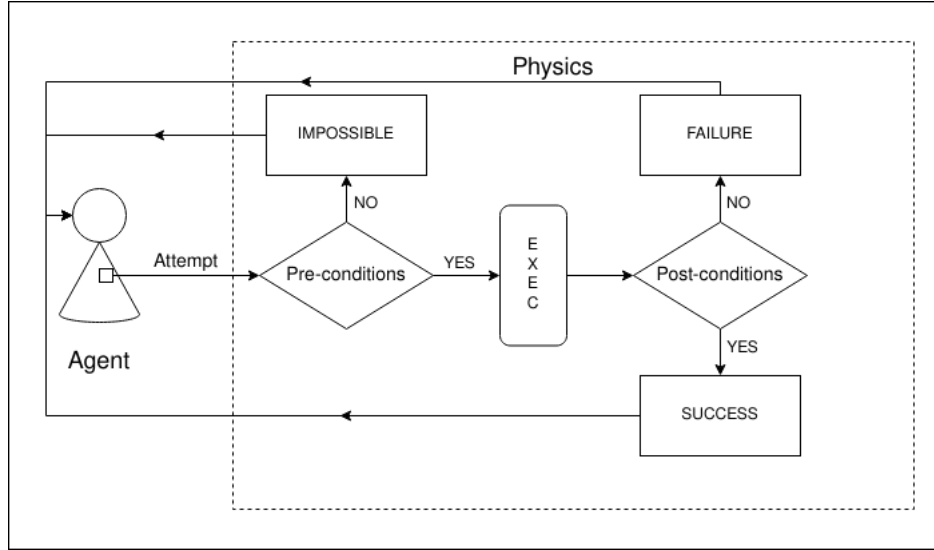 Physics
IMPOSSIBLE
FAILURE
NO
NO
Attempt
Pre-conditions
YES
E
X
E
C
Post-conditions
YES
Agent
SUCCESS